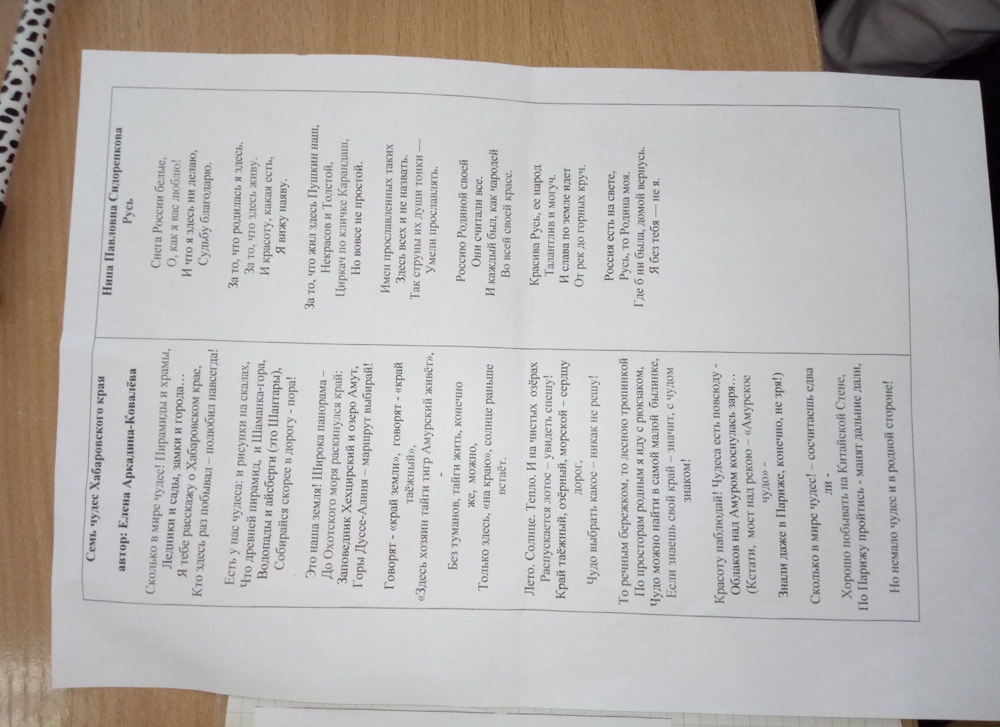 Семь чудес Хабаровского края
автор: Елена Аркадина-Ковалёва
Сколько в мире чудес! Пирамиды и храмы,
Ледники и сады, замки и города…
Я тебе расскажу о Хабаровском крае,
Кто здесь раз побывал – полюбил навсегда!
Есть у нас чудеса: и рисунки на скалах,
Что древней пирамид, и Шаманка-гора,
Водопады и айсберги (это Шантары),
Собирайся скорее в дорогу - пора!
Это наша земля! Широка панорама –
До Охотского моря раскинулся край:
Заповедник Хехцирский и озеро Амут,
Горы Дуссе-Алиня – маршрут выбирай!
Говорят - «край земли», говорят - «край
таёжный»,
«Здесь хозяин тайги тигр Амурский живёт»,
-
Без туманов, тайги жить, конечно
же, можно,
Только здесь, «на краю», солнце раньше
встаёт.
Лето. Солнце. Тепло. И на чистых озёрах
Распускается лотос – увидеть спешу!
Край таёжный, озёрный, морской – сердцу
дорог,
Чудо выбрать какое – никак не решу!
То речным бережком, то лесною тропинкой
По просторам родным я иду с рюкзаком,
Чудо можно найти в самой малой былинке,
Если знаешь свой край – значит, с чудом
знаком!
Красоту наблюдай! Чудеса есть повсюду -
Облаков над Амуром коснулась заря…
(Кстати, мост над рекою – «Амурское
чудо» -
Знали даже в Париже, конечно, не зря!)
Сколько в мире чудес! – сосчитаешь едва
ли -
Хорошо побывать на Китайской Стене,
По Парижу пройтись - манят дальние дали,
Но немало чудес и в родной стороне!
Нина Павловна Сидоренкова
Русь
Снега России белые,
О, как я вас люблю!
И что я здесь ни делаю,
Судьбу благодарю.
За то, что родилась я здесь.
За то, что здесь живу.
И красоту, какая есть,
Я вижу наяву.
За то, что жил здесь Пушкин наш,
Некрасов и Толстой,
Циркач по кличке Карандаш,
Но вовсе не простой.
Имен прославленных таких
Здесь всех и не назвать.
Так струны их души тонки —
Умели прославлять.
Россию Родиной своей
Они считали все.
И каждый был, как чародей
Во всей своей красе.
Красива Русь, ее народ
Талантлив и могуч.
И слава по земле идет
От рек до горных круч.
Россия есть на свете,
Русь, то Родина моя.
Где б ни была, домой вернусь.
Я без тебя — не я.